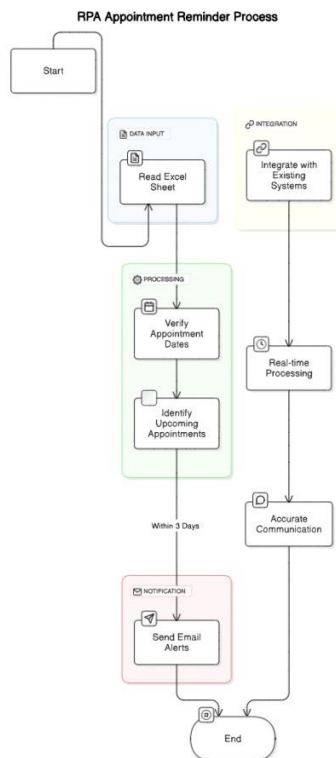 RPA Appointment Reminder Process
Start
DATA INPUT
Read Excel
Sheet
INTEGRATION
Integrate with
Existing
Systems
PROCESSING
Verify
Appointment
Dates
Identify
Upcoming
Appointments
Real-time
Processing
Within 3 Days
Accurate
Communication
NOTIFICATION
Send Email
Alerts
End